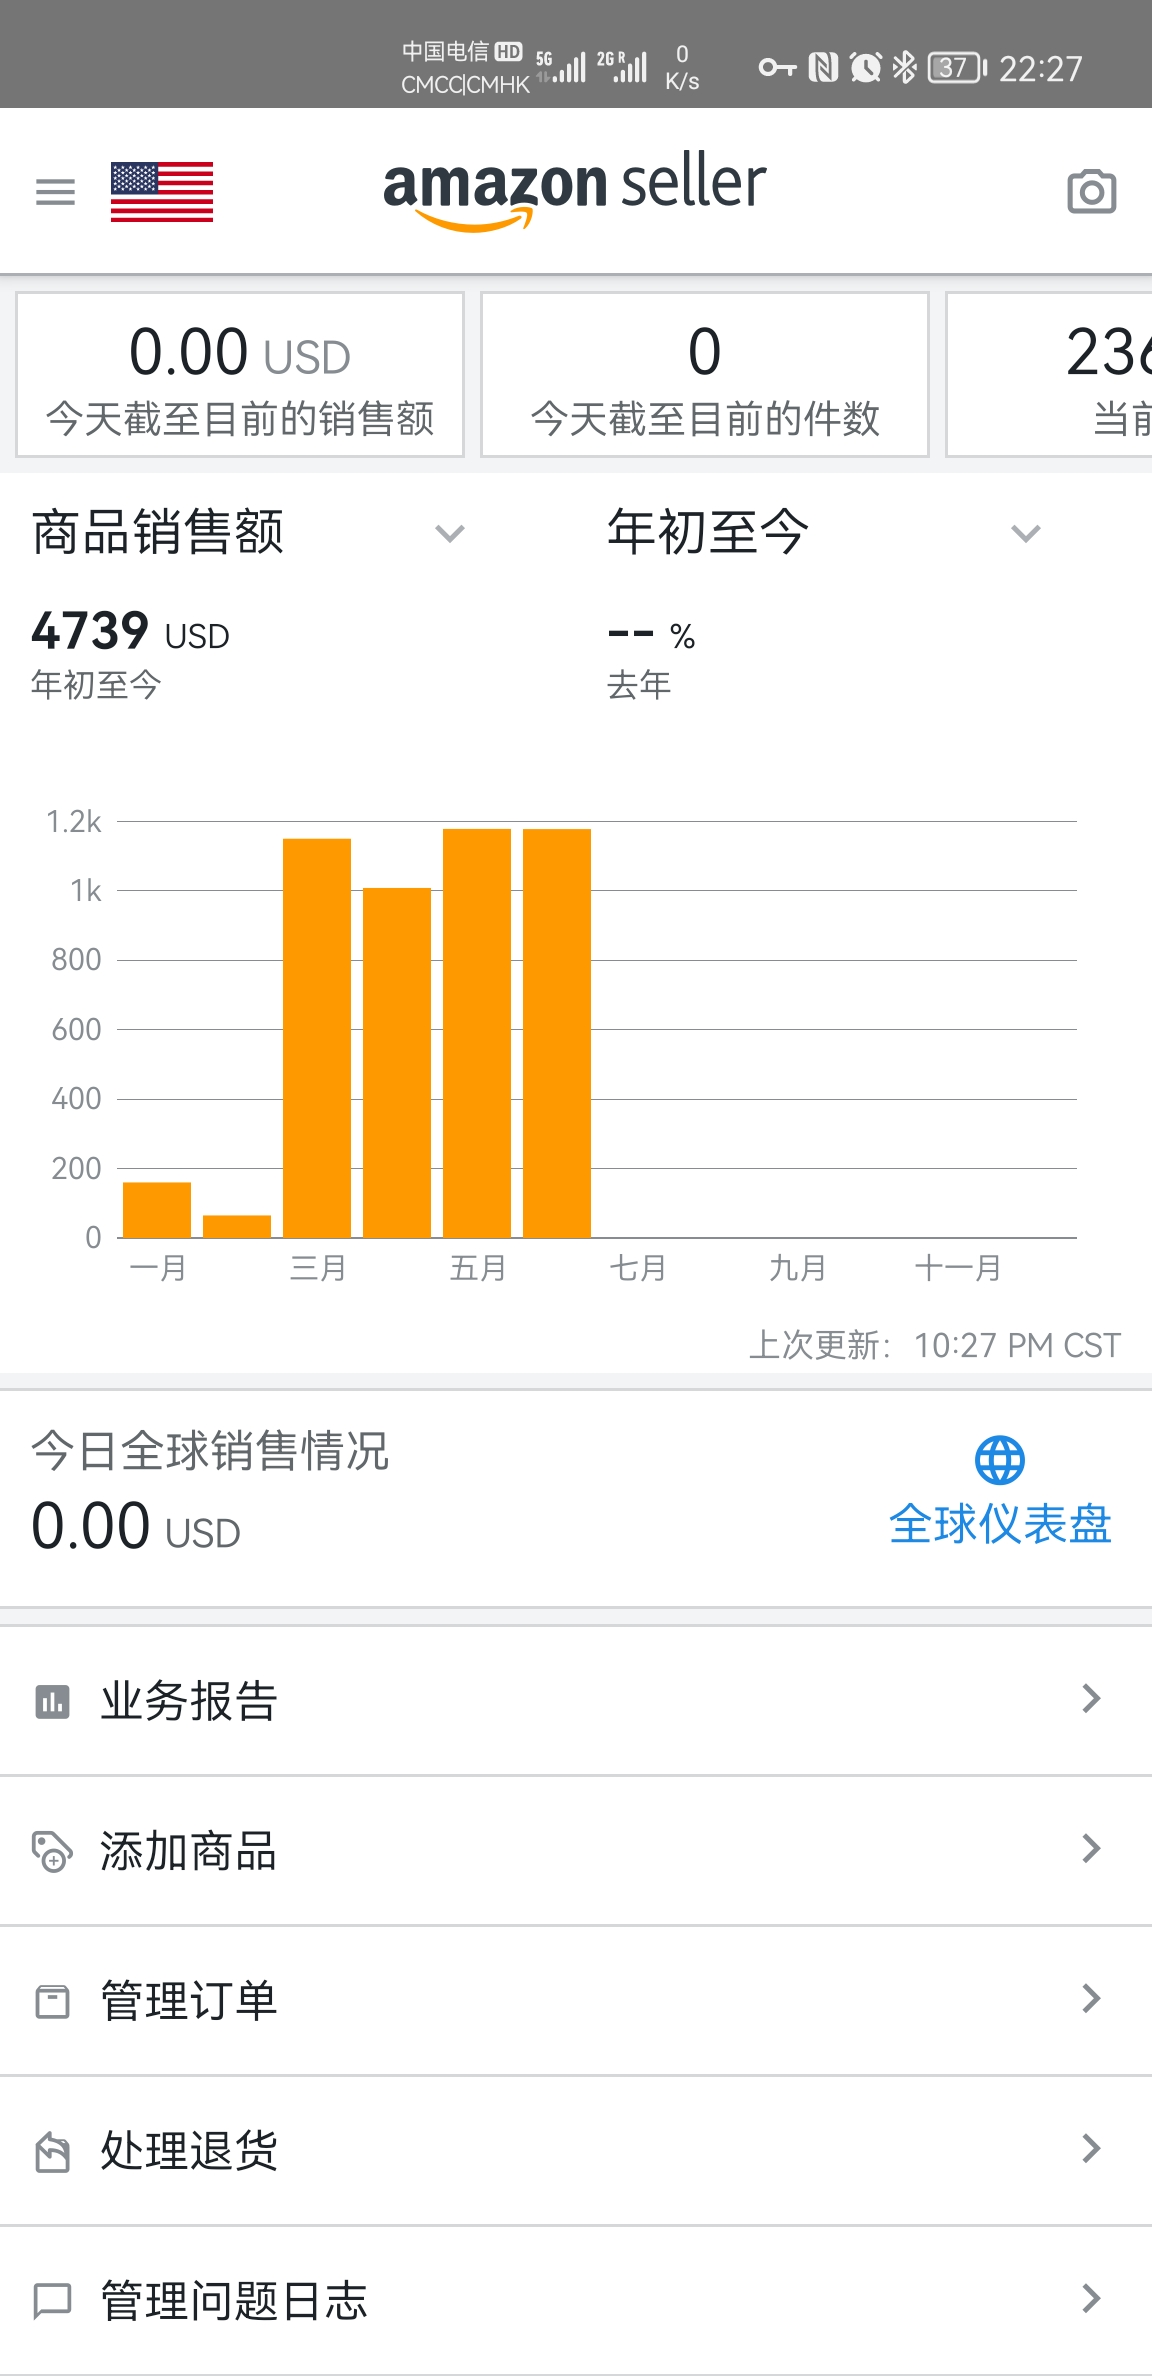 中国电信 HD
CMCC|CMHK
5G
2G R
0
K/s
37
22:27
amazon seller
0.00 USD
今天截至目前的销售额
0
今天截至目前的件数
236
当前
商品销售额
年初至今
4739 USD
年初至今
-- %
去年
1.2k
1k
800
600
400
200
0
一月
三月
五月
七月
九月
十一月
上次更新: 10:27 PM CST
今日全球销售情况
0.00 USD
全球仪表盘
业务报告
添加商品
管理订单
处理退货
管理问题日志